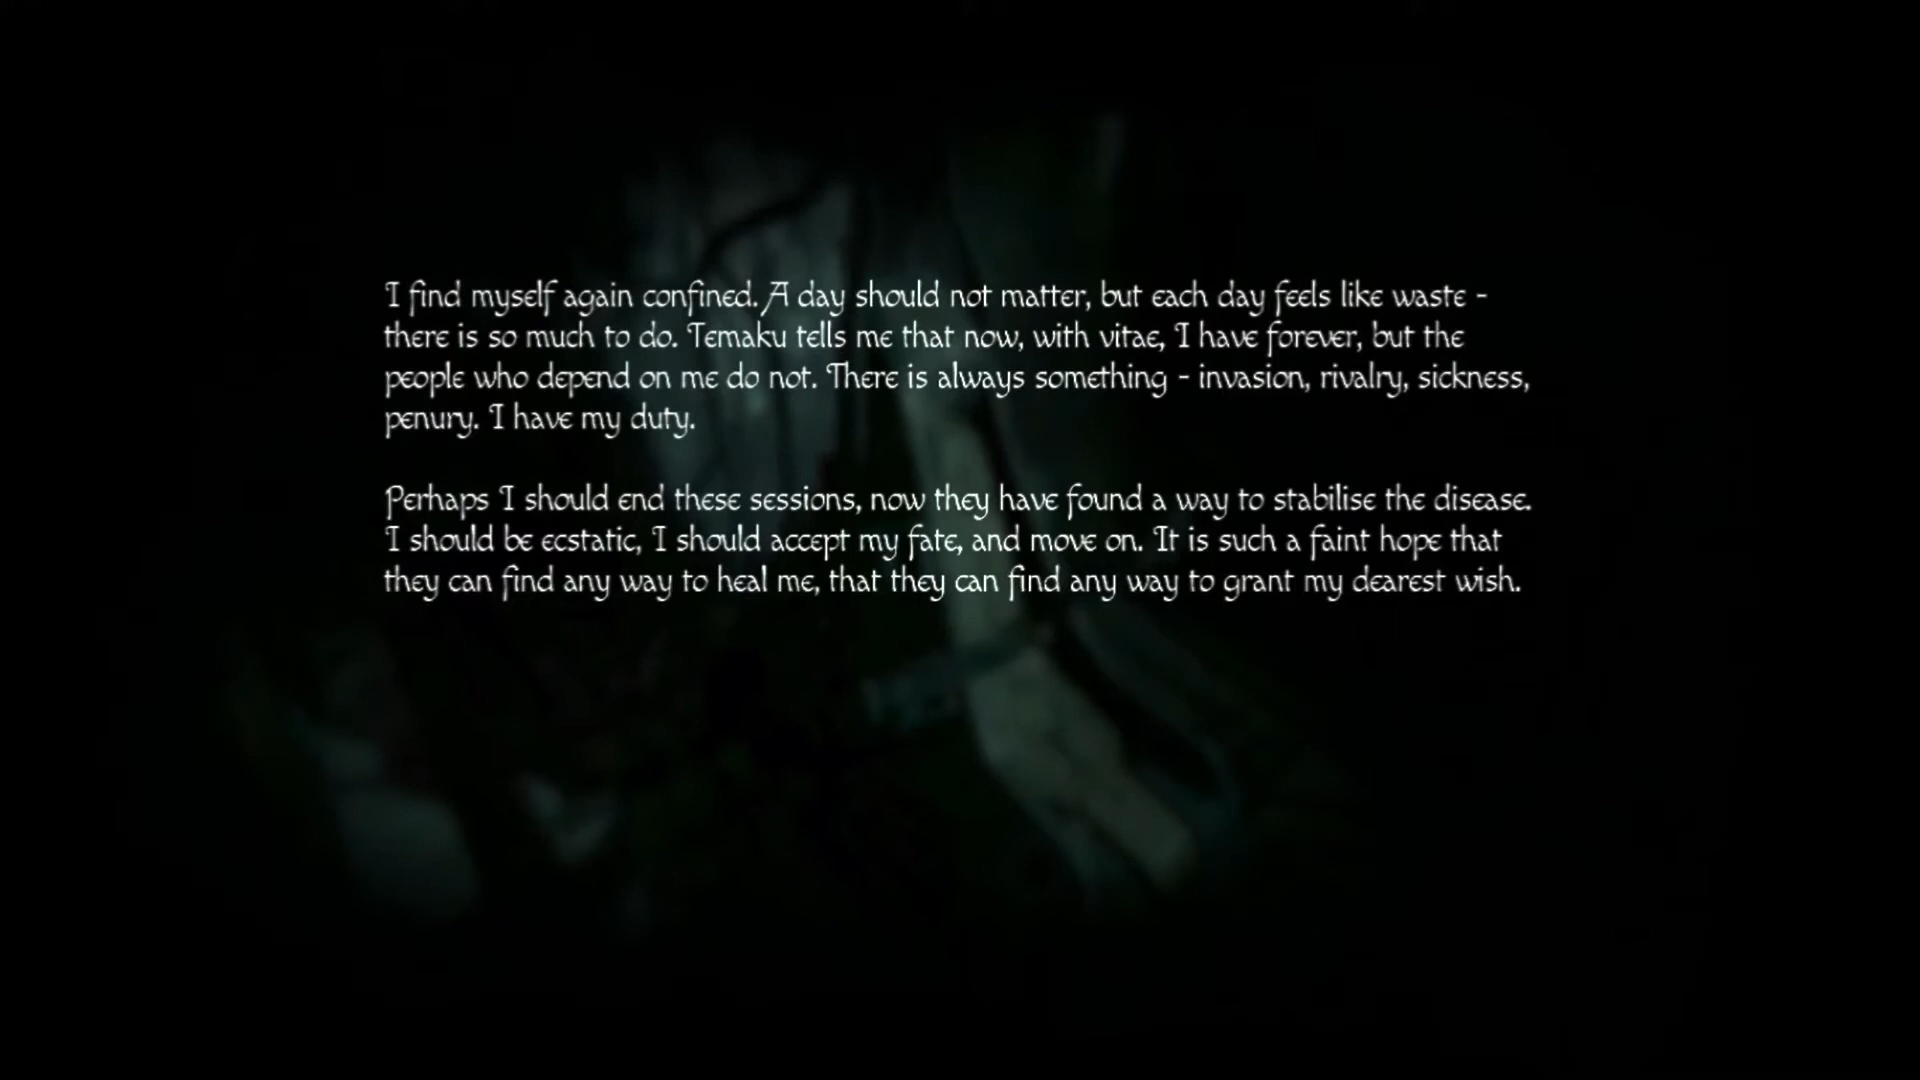 I find myself again confined. A day should not matter, but each day feels like waste -
there is so much to do. Temaku tells me that now, with vitae, I have forever, but the
people who depend on me do not. There is always something - invasion, rivalry, sickness,
penury. I have my duty.
Perhaps I should end these sessions, now they have found a way to stabilise the disease.
I should be ecstatic, I should accept my fate, and move on. It is such a faint hope that
they can find any way to heal me, that they can find any way to grant my dearest wish.